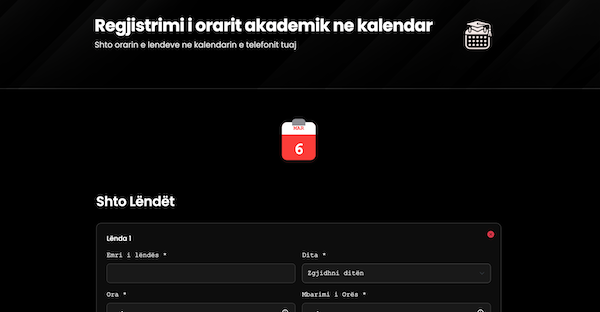 Regjistrimi i orarit akademik ne kalendar
Shto orarin e lendeve ne kalendarin e telefonit tuaj
MAR
6
Shto Lëndët
Lënda 1
Emri i lëndës *
Dita *
Zgjidhni ditën
Ora *
Mbarimi i Orës *